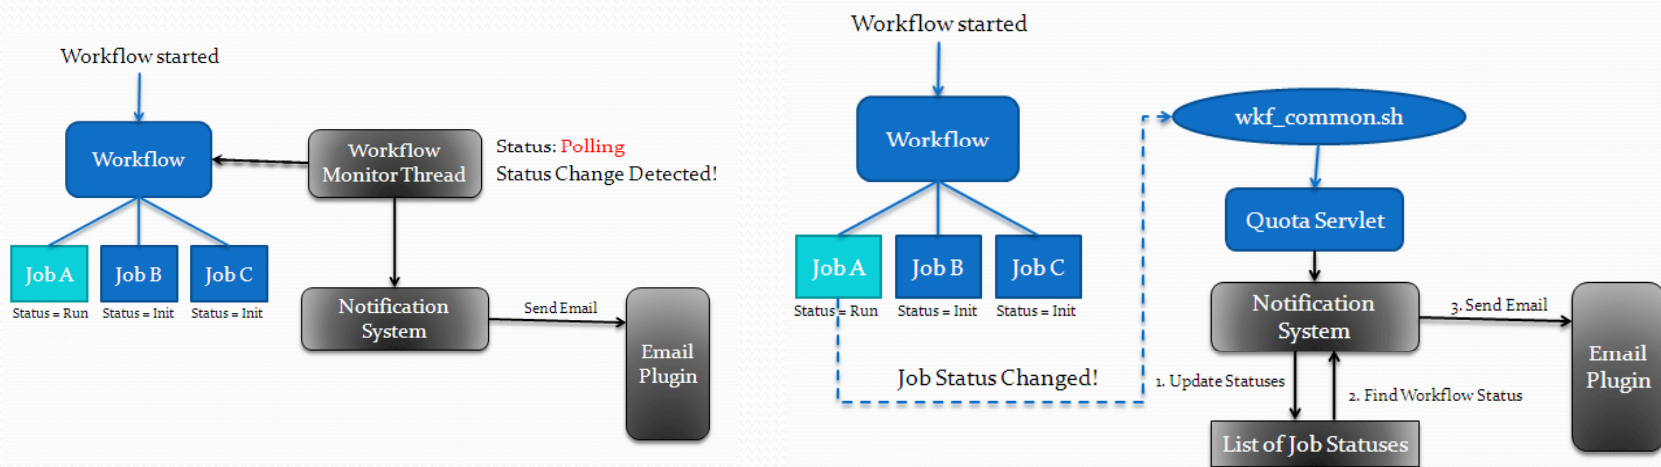 Workflow started
Workflow
Workflow
Monitor Thread
Status: Polling
Status Change Detected!
Job A
Job B
Job C
Status = Run
Status = Init
Status = Init
Notification
System
Send Email
Email
Plugin
Workflow started
Workflow
wkf_common.sh
Quota Servlet
Job A
Job B
Job C
Status = Run
Status = Init
Status = Init
Notification
System
3. Send Email
Email
Plugin
Job Status Changed!
1. Update Statuses
2. Find Workflow Status
List of Job Statuses